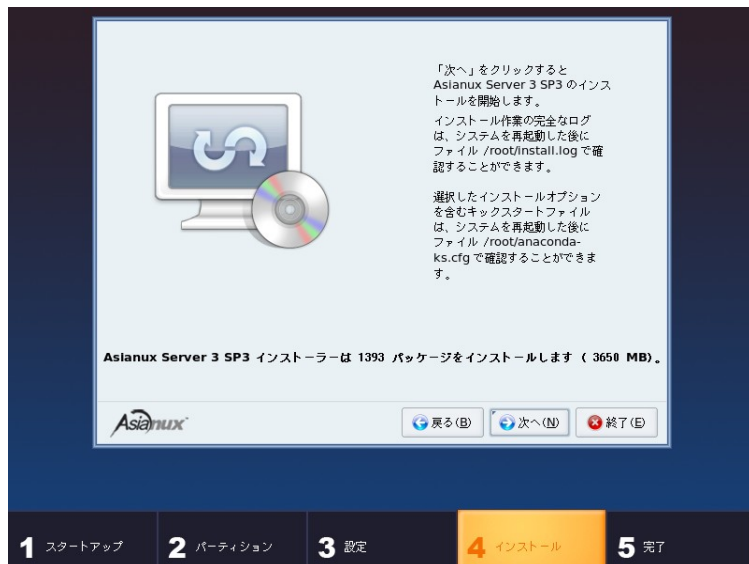 「次へ」をクリックすると
Asianux Server 3 SP3 のインス
トールを開始します。
インストール作業の完全なログ
は、システムを再起動した後に
ファイル /root/install.log で確
認することができます。
選択したインストールオプション
を含むキックスタートファイル
は、システムを再起動した後に
ファイル /root/anaconda-
ks.cfg で確認することができま
す。
Asianux Server 3 SP3 インストーラーは 1393 パッケージをインストールします ( 3650 MB)。
Asianux
戻る(B)
次へ(N)
終了(E)
1 スタートアップ
2 パーティション
3 設定
4 インストール
5 完了